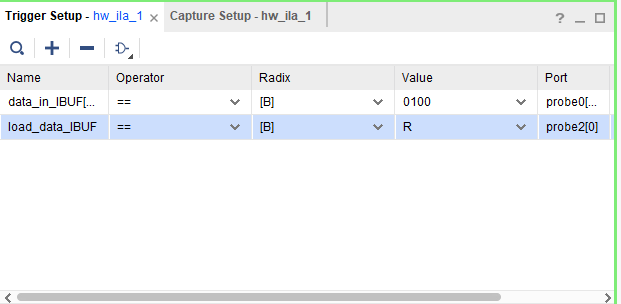 Trigger Setup - hw_ila_1 × Capture Setup - hw_ila_1 ? _
Name Operator Radix Value Port
data_in_IBUF[... == [B] 0100 probe0[...
load_data_IBUF == [B] R probe2[0]